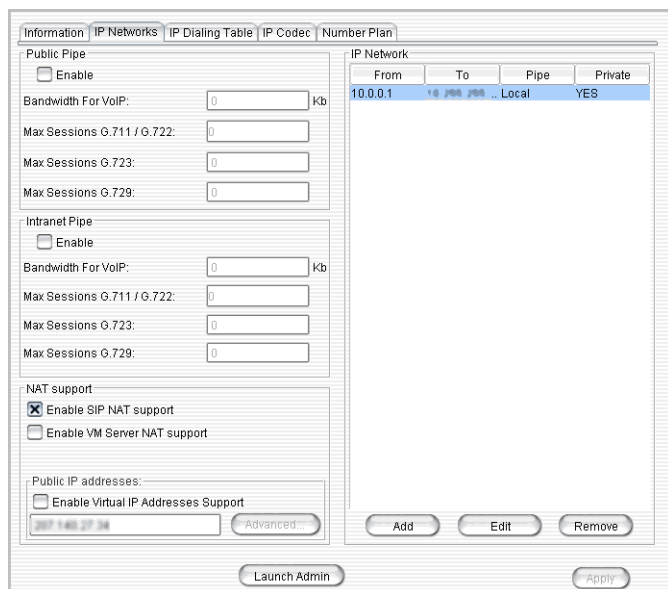 Information IP Networks IP Dialing Table IP Codec Number Plan
Public Pipe
Enable
Bandwidth For VoIP: 0 Kb
Max Sessions G.711 / G.722: 0
Max Sessions G.723: 0
Max Sessions G.729: 0
Intranet Pipe
Enable
Bandwidth For VoIP: 0 Kb
Max Sessions G.711 / G.722: 0
Max Sessions G.723: 0
Max Sessions G.729: 0
NAT support
Enable SIP NAT support
Enable VM Server NAT support
Public IP addresses:
Enable Virtual IP Addresses Support
Advanced...
IP Network
From To Pipe Private
10.0.0.1 .. Local YES
Add Edit Remove
Launch Admin Apply